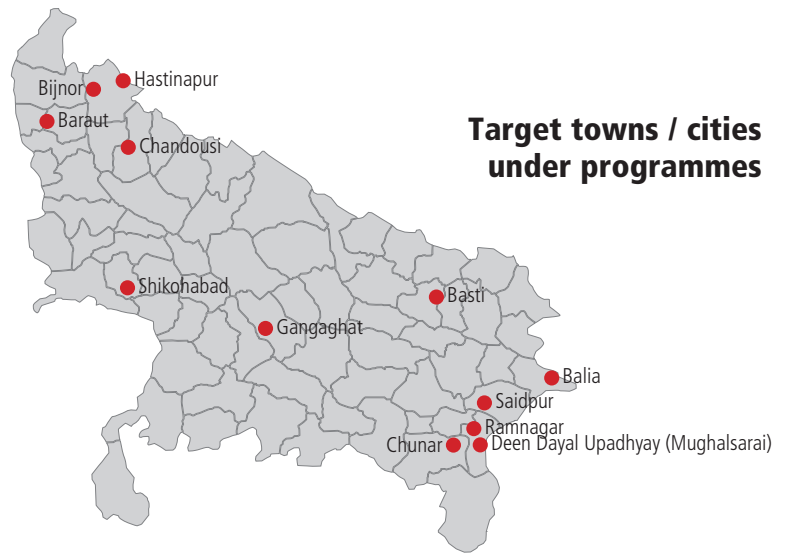 Target towns / cities
under programmes
Hastinapur
Bijnor
Baraut
Chandousi
Shikohabad
Basti
Gangaghat
Balia
Saidpur
Ramnagar
Chunar
Deen Dayal Upadhyay (Mughalsarai)